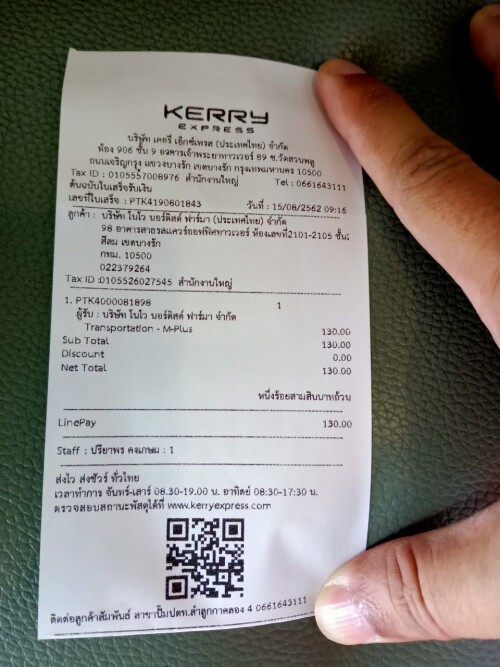 KERRY
EXPRESS
บริษัท เคอรี่ เอ็กซ์เพรส (ประเทศไทย) จำกัด
ห้อง 906 ชั้น 9 อาคารเจ้าพระยาทาวเวอร์ 89 ซ.วัดสวนพลู
ถนนเจริญกรุง แขวงบางรัก เขตบางรัก กรุงเทพมหานคร 10500
Tax ID : 0105557008976 สำนักงานใหญ่ Tel : 0661643111
ต้นฉบับใบเสร็จรับเงิน
เลขที่ใบเสร็จ : PTK4190801843 วันที่ : 15/08/2562 09:16
ลูกค้า : บริษัท โนโว นอร์ดิสต์ ฟาร์มา (ประเทศไทย) จำกัด
98 อาคารสาธรสแควร์ออฟฟิศทาวเวอร์ ห้องเลขที่2101-2105 ชั้น
สีลม เขตบางรัก
กทม. 10500
022379264
Tax ID :0105526027545 สำนักงานใหญ่
1. PTK4000081898 1
ผู้รับ : บริษัท โนโว นอร์ดิสต์ ฟาร์มา จำกัด
Transportation - M-Plus 130.00
Sub Total 130.00
Discount 0.00
Net Total 130.00
หนึ่งร้อยสามสิบบาทถ้วน
LinePay 130.00
Staff : ปรียาพร คงเกษม : 1
ส่งไว ส่งชัวร์ ทั่วไทย
เวลาทำการ จันทร์-เสาร์ 08.30-19.00 น. อาทิตย์ 08:30-17:30 น.
ตรวจสอบสถานะพัสดุได้ที่ www.kerryexpress.com
ติดต่อลูกค้าสัมพันธ์ สาขาปั๊มปตท.ลำลูกกาคลอง 4 0661643111